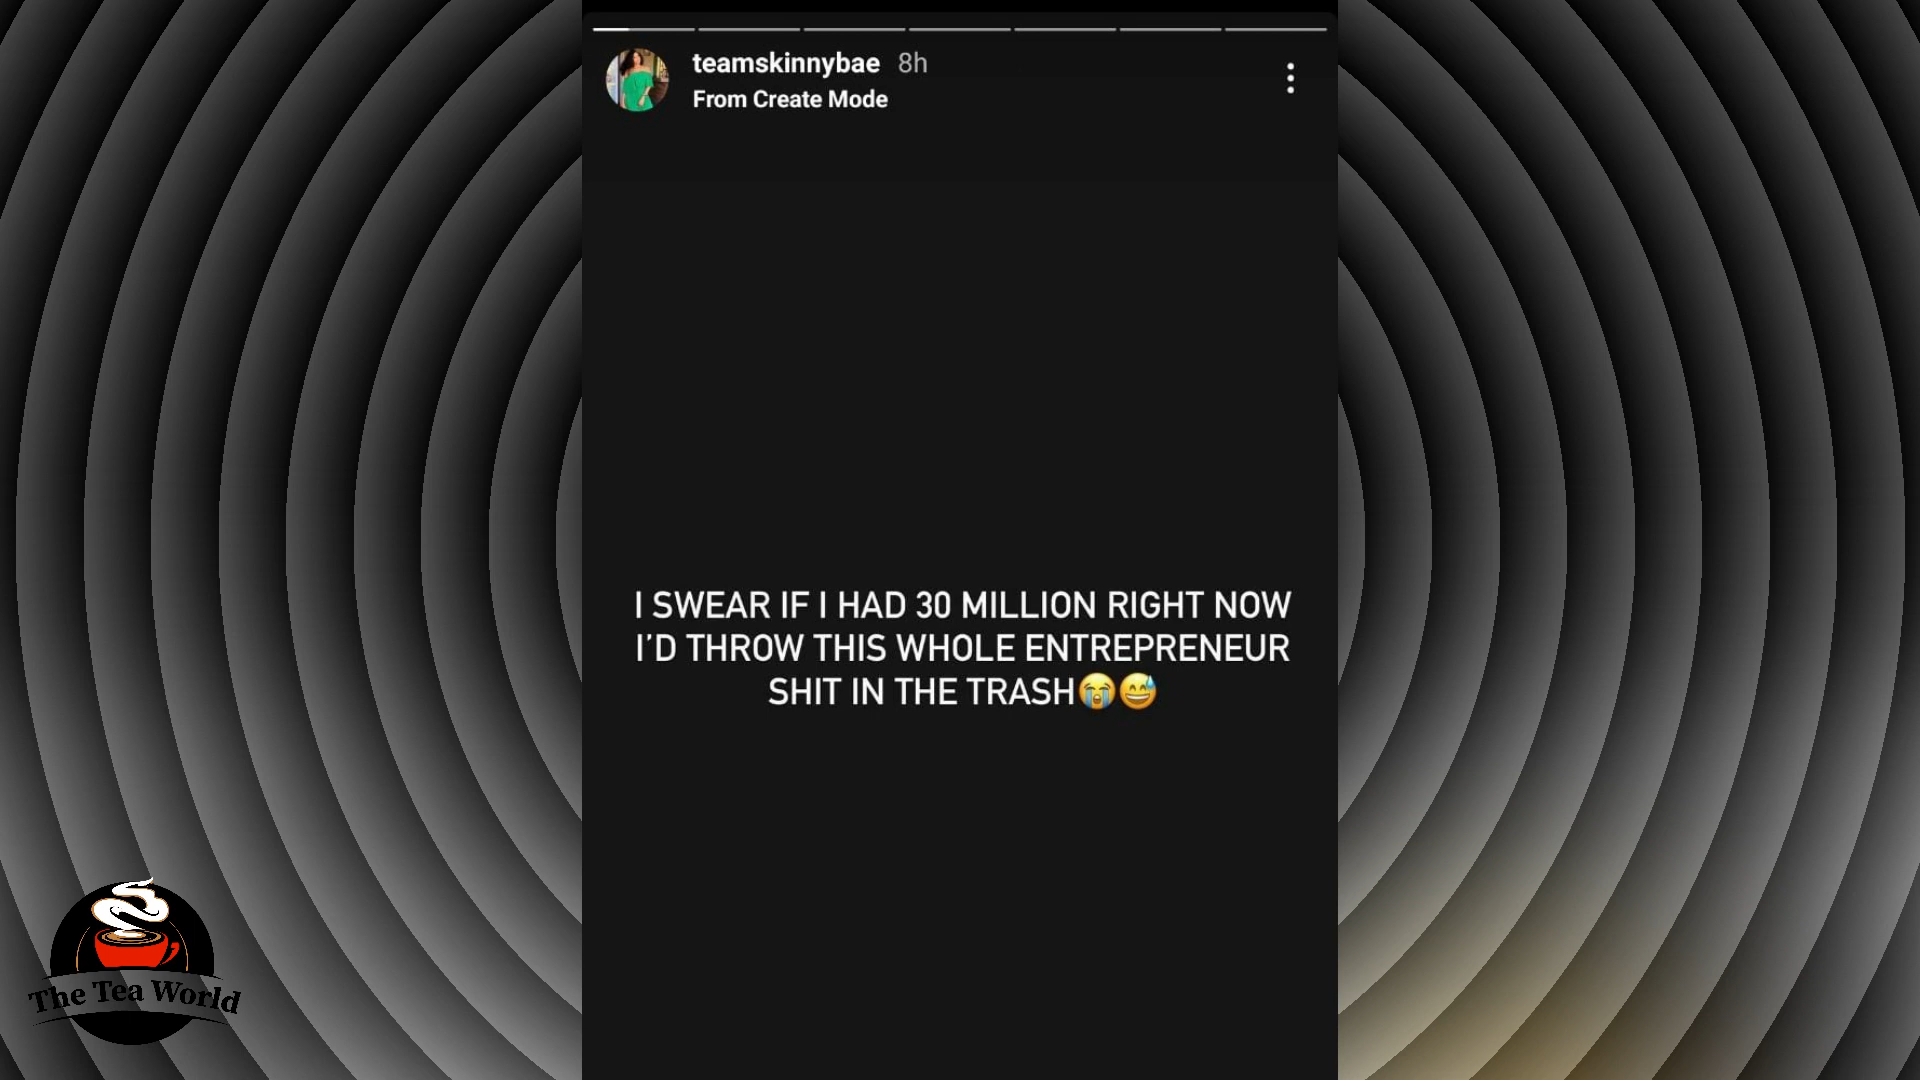 teamskinnybae 8h
From Create Mode
I SWEAR IF I HAD 30 MILLION RIGHT NOW
I’D THROW THIS WHOLE ENTREPRENEUR
SHIT IN THE TRASH😭😅
The Tea World